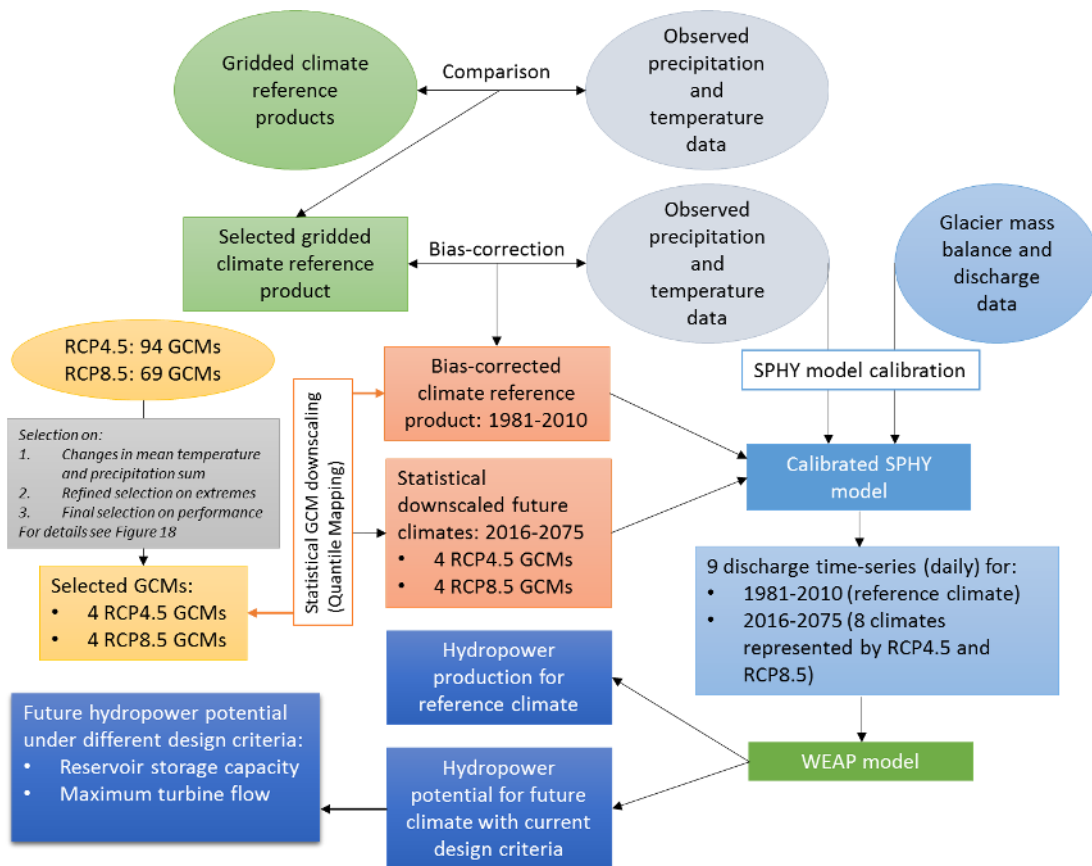 Gridded climate
reference
products
Comparison
Observed
precipitation
and
temperature
data
Selected gridded
climate reference
product
Bias-correction
Observed
precipitation
and
temperature
data
Glacier mass
balance and
discharge
data
RCP4.5: 94 GCMs
RCP8.5: 69 GCMs
SPHY model calibration
Bias-corrected
climate reference
product: 1981-2010
Selection on:
1. Changes in mean temperature
and precipitation sum
2. Refined selection on extremes
3. Final selection on performance
For details see Figure 18
Statistical GCM downscaling
(Quantile Mapping)
Calibrated SPHY
model
Statistical
downscaled future
climates: 2016-2075
• 4 RCP4.5 GCMs
• 4 RCP8.5 GCMs
Selected GCMs:
• 4 RCP4.5 GCMs
• 4 RCP8.5 GCMs
9 discharge time-series (daily) for:
• 1981-2010 (reference climate)
• 2016-2075 (8 climates
represented by RCP4.5 and
RCP8.5)
Hydropower
production for
reference climate
Future hydropower potential
under different design criteria:
• Reservoir storage capacity
• Maximum turbine flow
WEAP model
Hydropower
potential for future
climate with current
design criteria